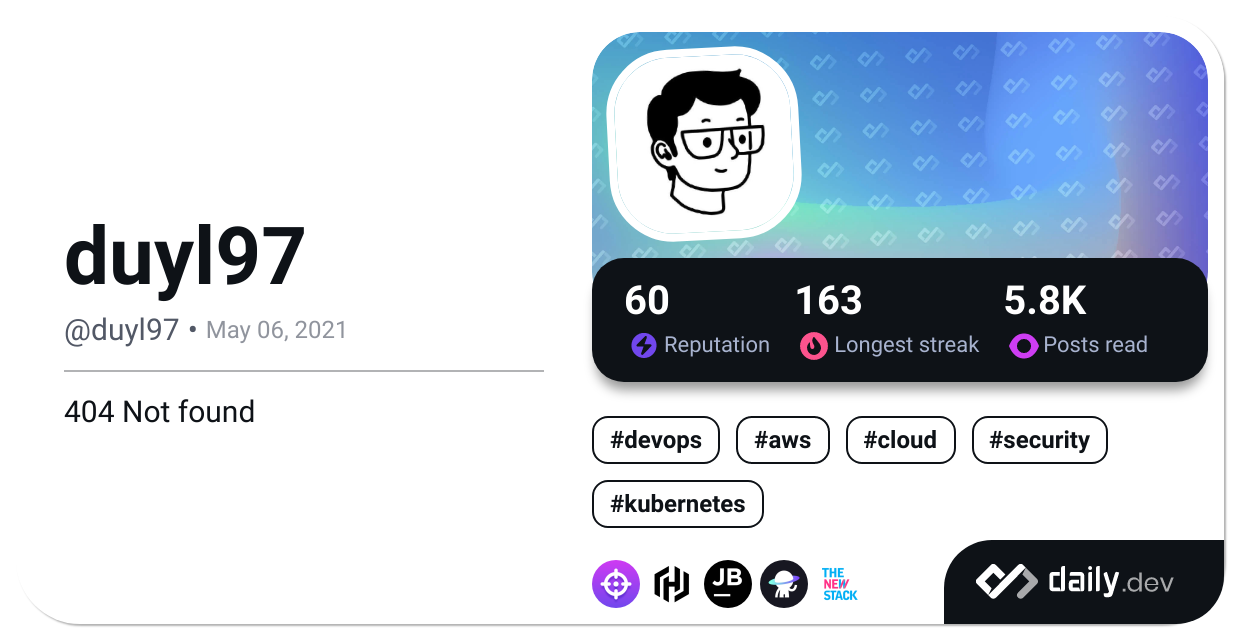 duyl97
@duyl97 • May 06, 2021
404 Not found
60 163 5.8K
Reputation Longest streak Posts read
#devops #aws #cloud #security
#kubernetes
JB
THE
NEW
STACK
daily.dev